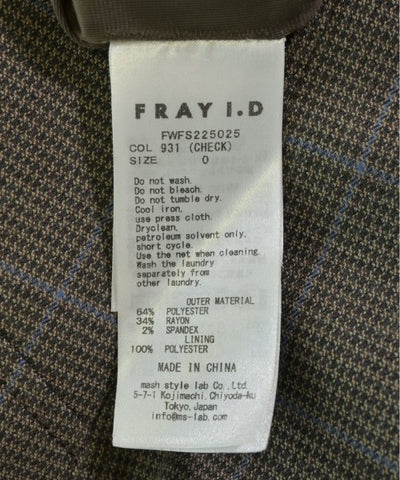 FRAY I.D
FWFS225025
COL 931 (CHECK)
SIZE 0
Do not wash.
Do not bleach.
Do not tumble dry.
Cool iron,
use press cloth.
Dryclean,
petroleum solvent only,
short cycle.
Use the net when cleaning.
Wash the laundry
separately from
other laundry.
OUTER MATERIAL
64% POLYESTER
34% RAYON
2% SPANDEX
LINING
100% POLYESTER
MADE IN CHINA
mash style lab Co.,Ltd.
5-7-1 Kojimachi,Chiyoda-ku
Tokyo,Japan
info@ms-lab.com